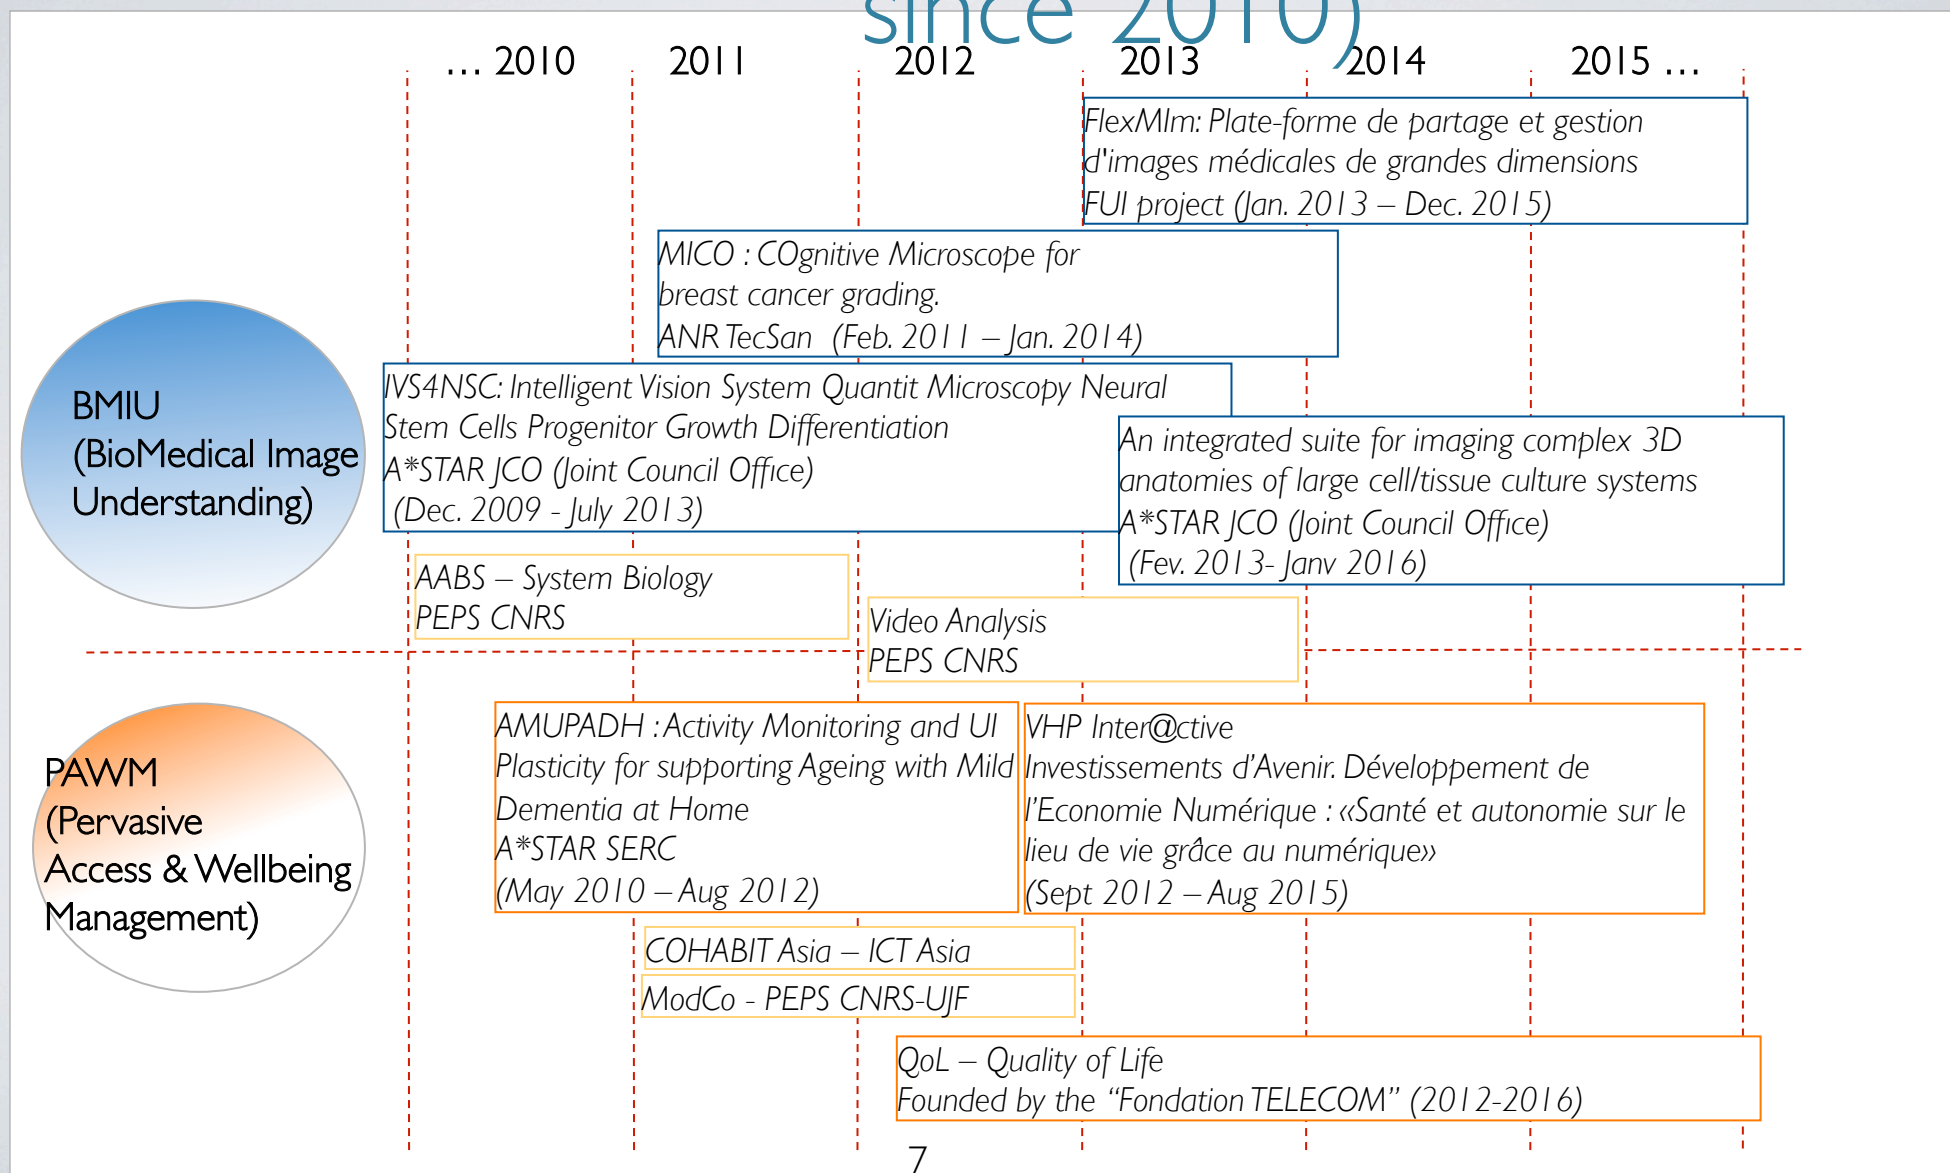 since 2010)
... 2010 2011 2012 2013 2014 2015 ...
FlexMIm: Plate-forme de partage et gestion
d'images médicales de grandes dimensions
FUI project (Jan. 2013 – Dec. 2015)
MICO : COgnitive Microscope for
breast cancer grading.
ANR TecSan (Feb. 2011 – Jan. 2014)
BMIU
(BioMedical Image
Understanding)
IVS4NSC: Intelligent Vision System Quantit Microscopy Neural
Stem Cells Progenitor Growth Differentiation
A*STAR JCO (Joint Council Office)
(Dec. 2009 - July 2013)
An integrated suite for imaging complex 3D
anatomies of large cell/tissue culture systems
A*STAR JCO (Joint Council Office)
(Fev. 2013- Janv 2016)
AABS – System Biology
PEPS CNRS
Video Analysis
PEPS CNRS
PAWM
(Pervasive
Access & Wellbeing
Management)
AMUPADH : Activity Monitoring and UI
Plasticity for supporting Ageing with Mild
Dementia at Home
A*STAR SERC
(May 2010 – Aug 2012)
VHP Inter@ctive
Investissements d’Avenir. Développement de
l’Economie Numérique : «Santé et autonomie sur le
lieu de vie grâce au numérique»
(Sept 2012 – Aug 2015)
COHABIT Asia – ICT Asia
ModCo - PEPS CNRS-UJF
QoL – Quality of Life
Founded by the “Fondation TELECOM” (2012-2016)
7